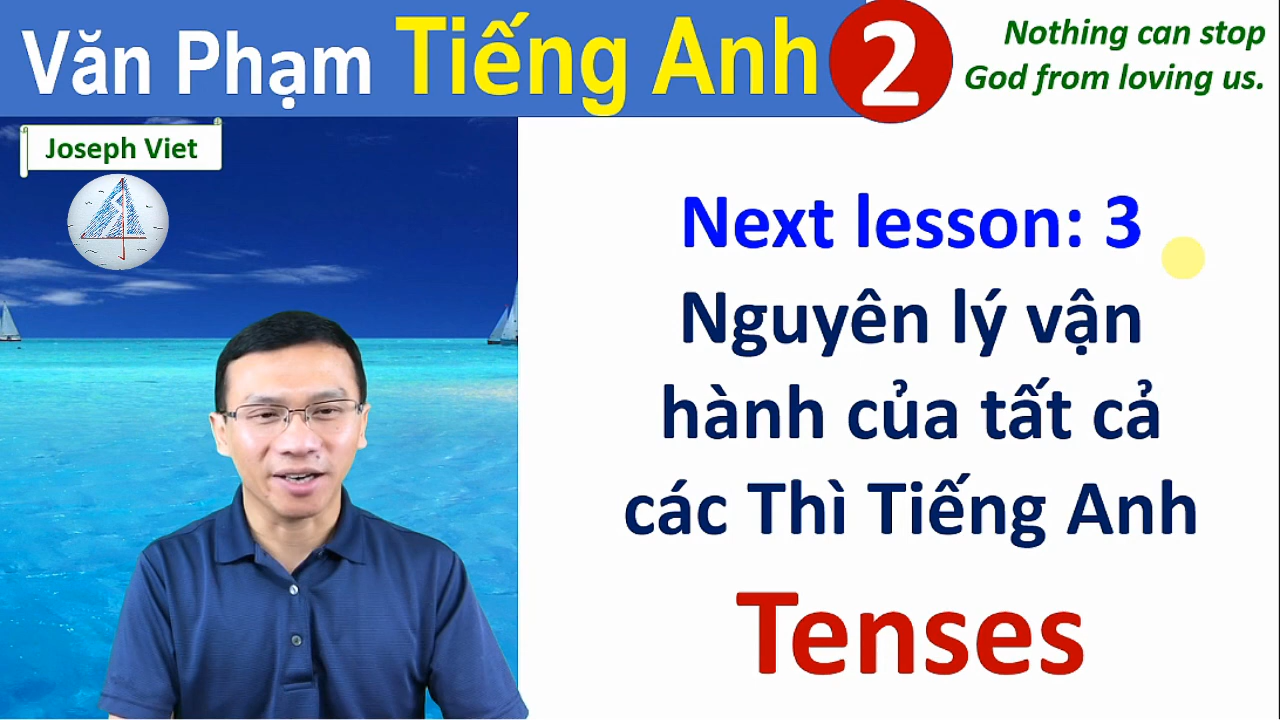 Văn Phạm Tiếng Anh 2
Nothing can stop
God from loving us.
Joseph Viet
Next lesson: 3
Nguyên lý vận
hành của tất cả
các Thì Tiếng Anh
Tenses